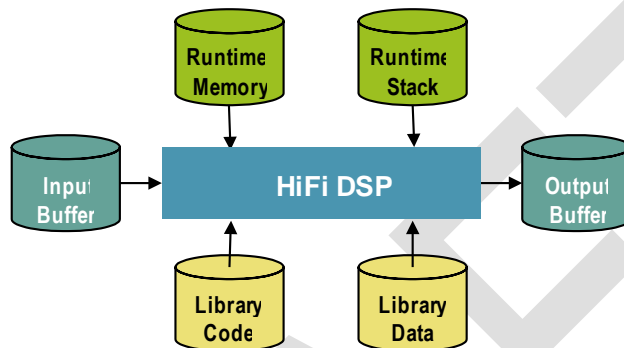 Runtime
Memory
Runtime
Stack
Input
Buffer
HiFi DSP
Output
Buffer
Library
Code
Library
Data